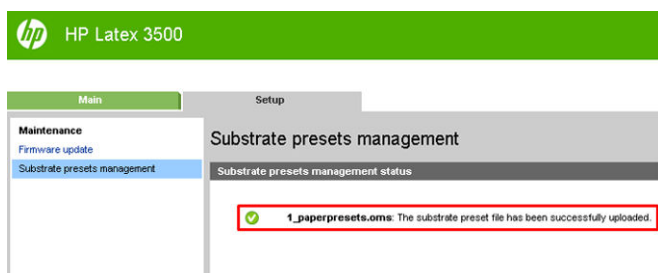 hp HP Latex 3500
Main Setup
Maintenance
Firmware update
Substrate presets management
Substrate presets management
Substrate presets management status
1_paperpresets.oms: The substrate preset file has been successfully uploaded.